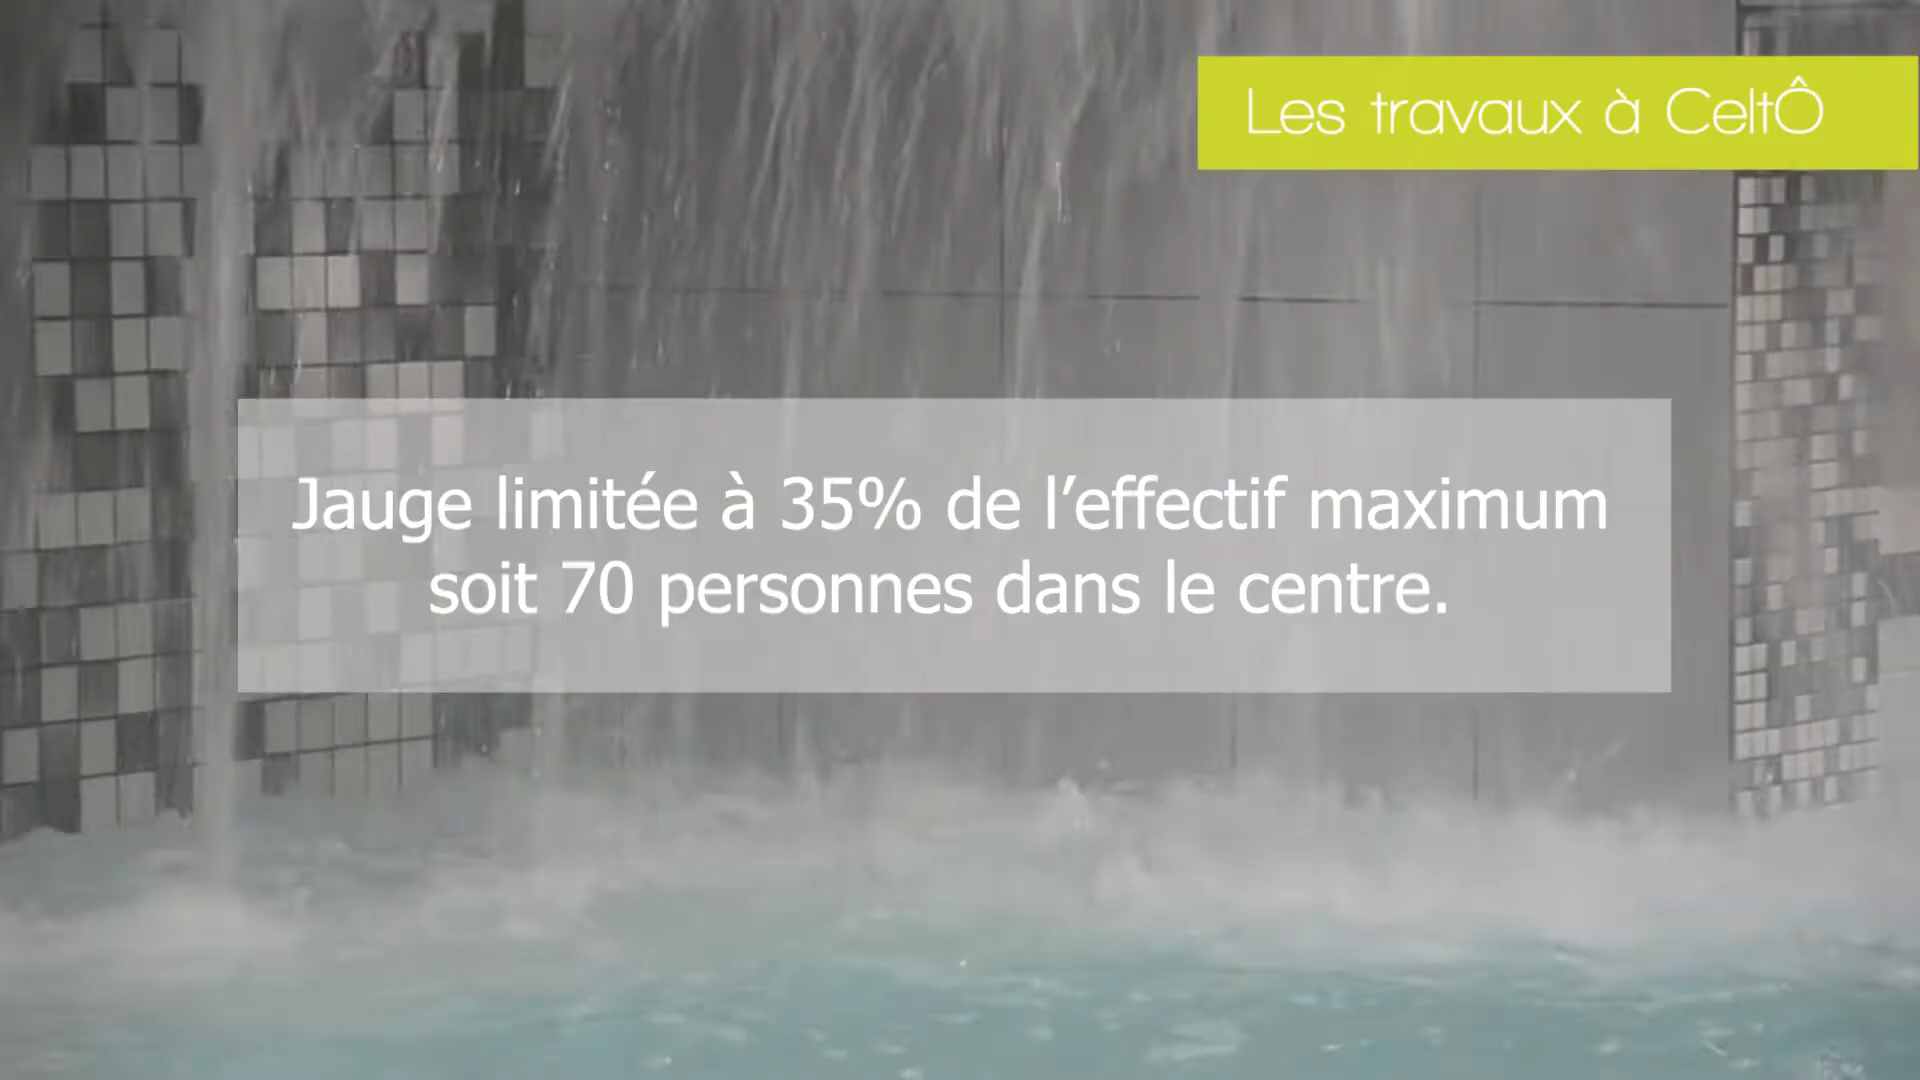 Les travaux à CeltÔ
Jauge limitée à 35% de l’effectif maximum
soit 70 personnes dans le centre.